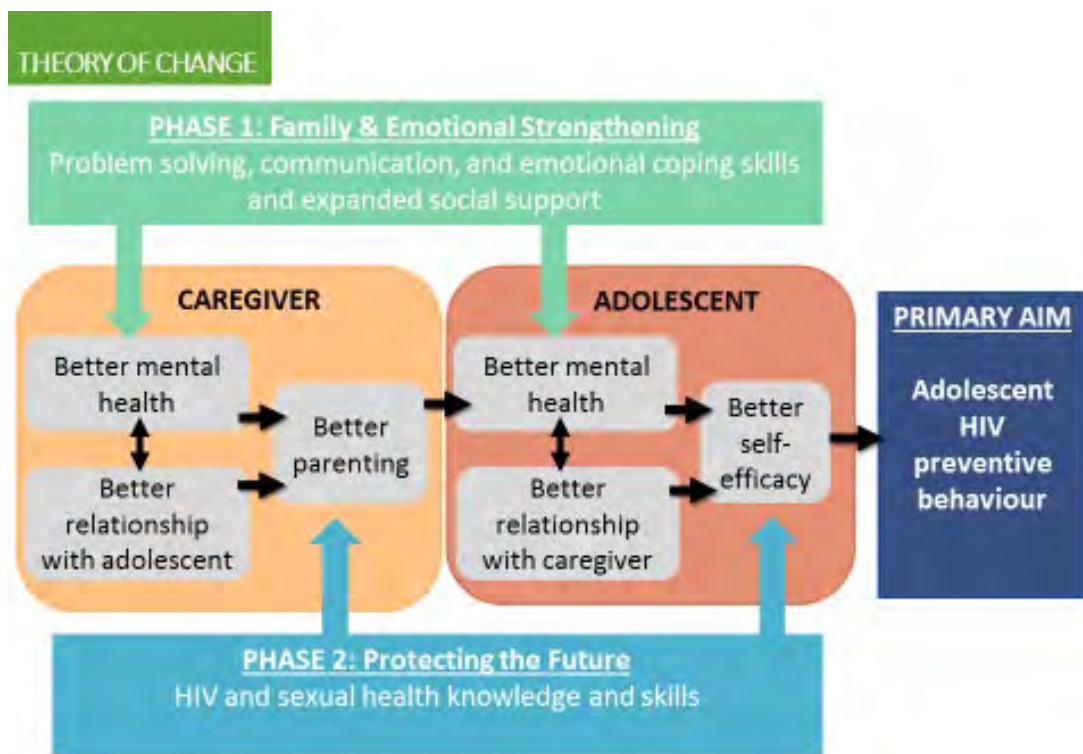 THEORY OF CHANGE
PHASE 1: Family & Emotional Strengthening
Problem solving, communication, and emotional coping skills
and expanded social support
CAREGIVER
Better mental
health
Better
relationship
with adolescent
Better
parenting
ADOLESCENT
Better mental
health
Better
relationship
with caregiver
Better
self-
efficacy
PRIMARY AIM
Adolescent
HIV
preventive
behaviour
PHASE 2: Protecting the Future
HIV and sexual health knowledge and skills